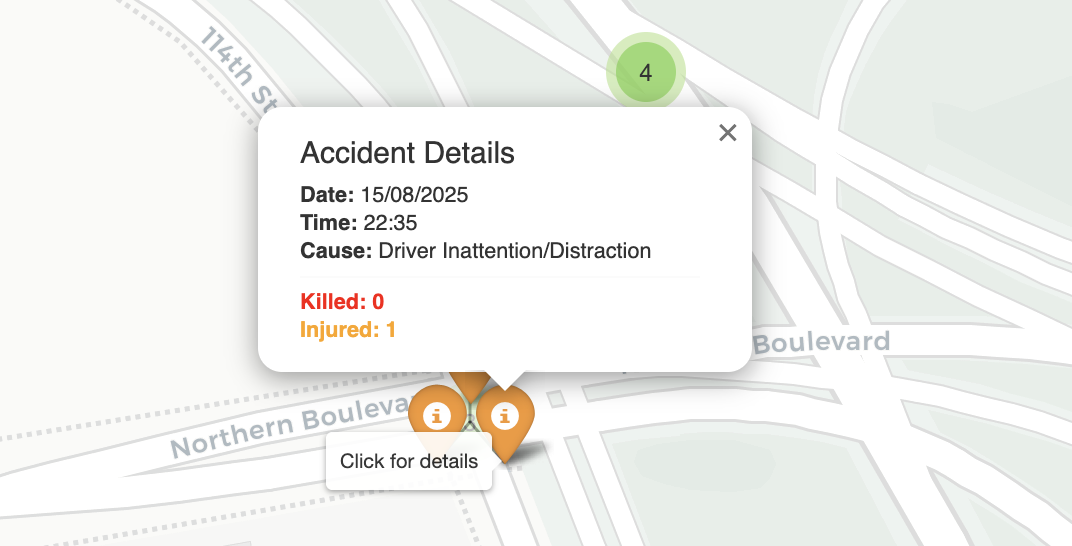 114th St
4
Accident Details
Date: 15/08/2025
Time: 22:35
Cause: Driver Inattention/Distraction
Killed: 0
Injured: 1
Boulevard
Northern Bouleva
i
i
Click for details